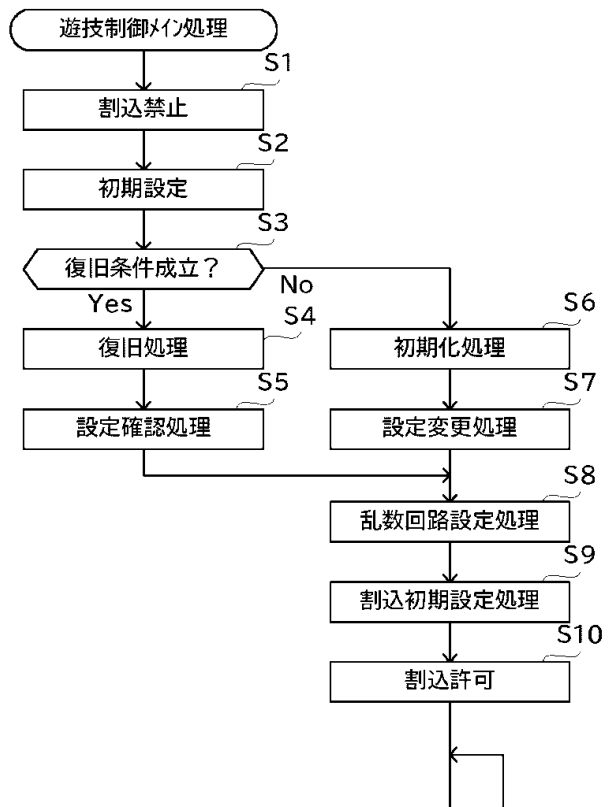 遊技制御メイン処理
S1
割込禁止
S2
初期設定
S3
復旧条件成立？
Yes
No
S4
復旧処理
S5
設定確認処理
S6
初期化処理
S7
設定変更処理
S8
乱数回路設定処理
S9
割込初期設定処理
S10
割込許可